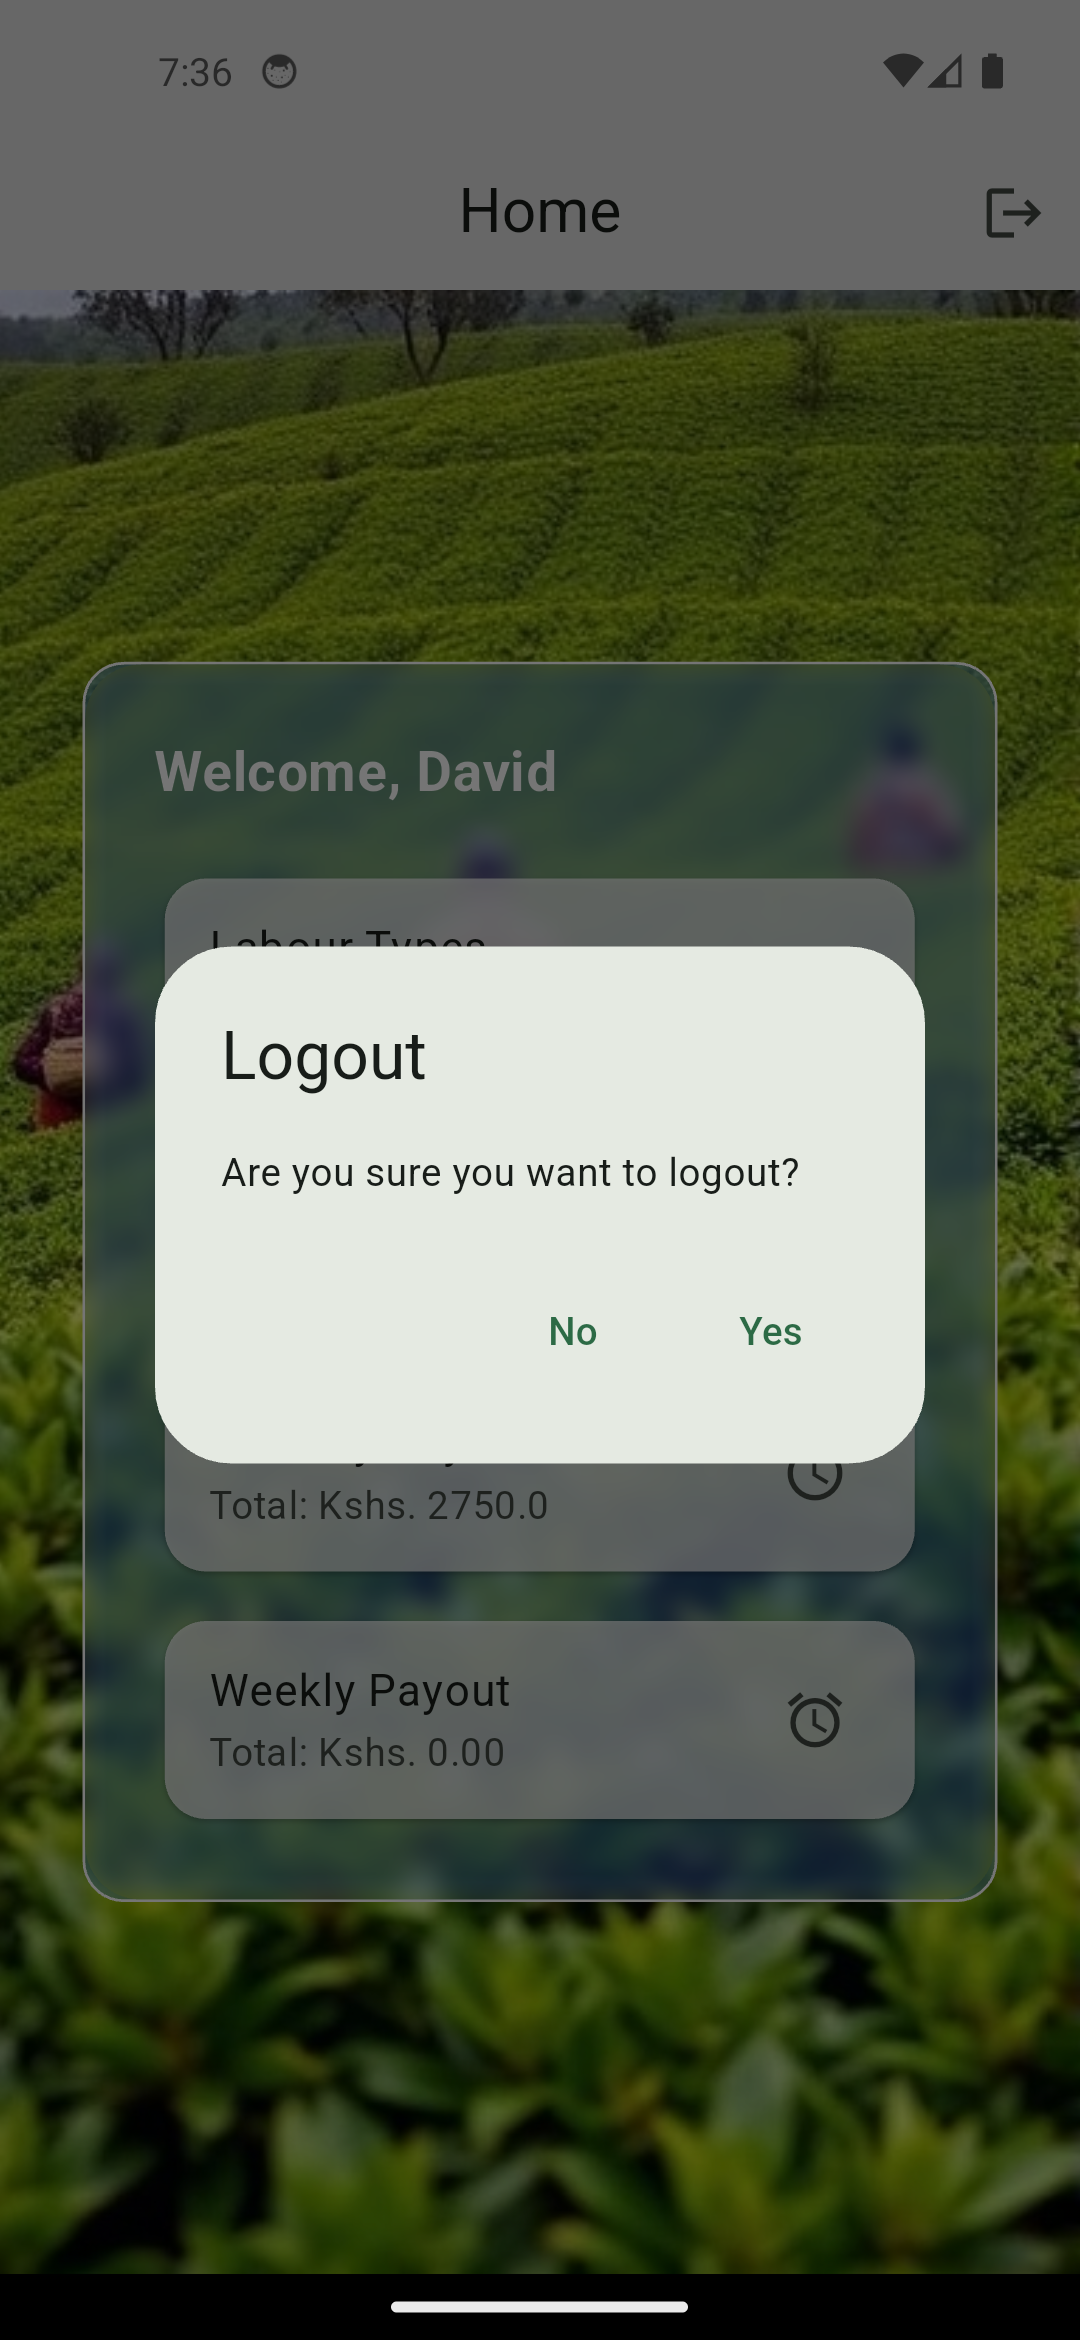 7:36
Home
Welcome, David
Labour Types
Logout
Are you sure you want to logout?
No
Yes
Total: Kshs. 2750.0
Weekly Payout
Total: Kshs. 0.00